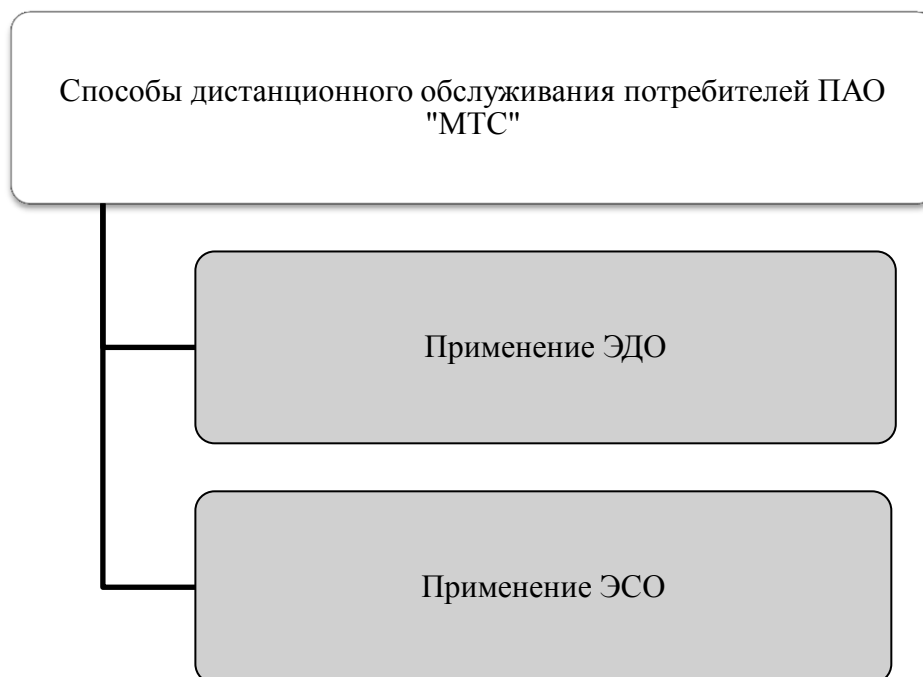 Способы дистанционного обслуживания потребителей ПАО
"МТС"
Применение ЭДО
Применение ЭСО